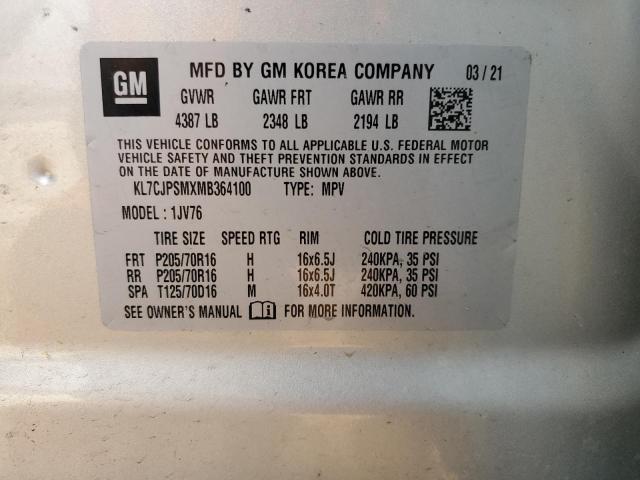 GM MFD BY GM KOREA COMPANY 03/21
GVWR GAWR FRT GAWR RR
4387 LB 2348 LB 2194 LB
THIS VEHICLE CONFORMS TO ALL APPLICABLE U.S. FEDERAL MOTOR
VEHICLE SAFETY AND THEFT PREVENTION STANDARDS IN EFFECT
ON THE DATE OF MANUFACTURE SHOWN ABOVE.
KL7CJPSMXMB364100 TYPE: MPV
MODEL: 1JV76
TIRE SIZE SPEED RTG RIM COLD TIRE PRESSURE
FRT P205/70R16 H 16x6.5J 240KPA, 35 PSI
RR P205/70R16 H 16x6.5J 240KPA, 35 PSI
SPA T125/70D16 M 16x4.0T 420KPA, 60 PSI
SEE OWNER'S MANUAL FOR MORE INFORMATION.